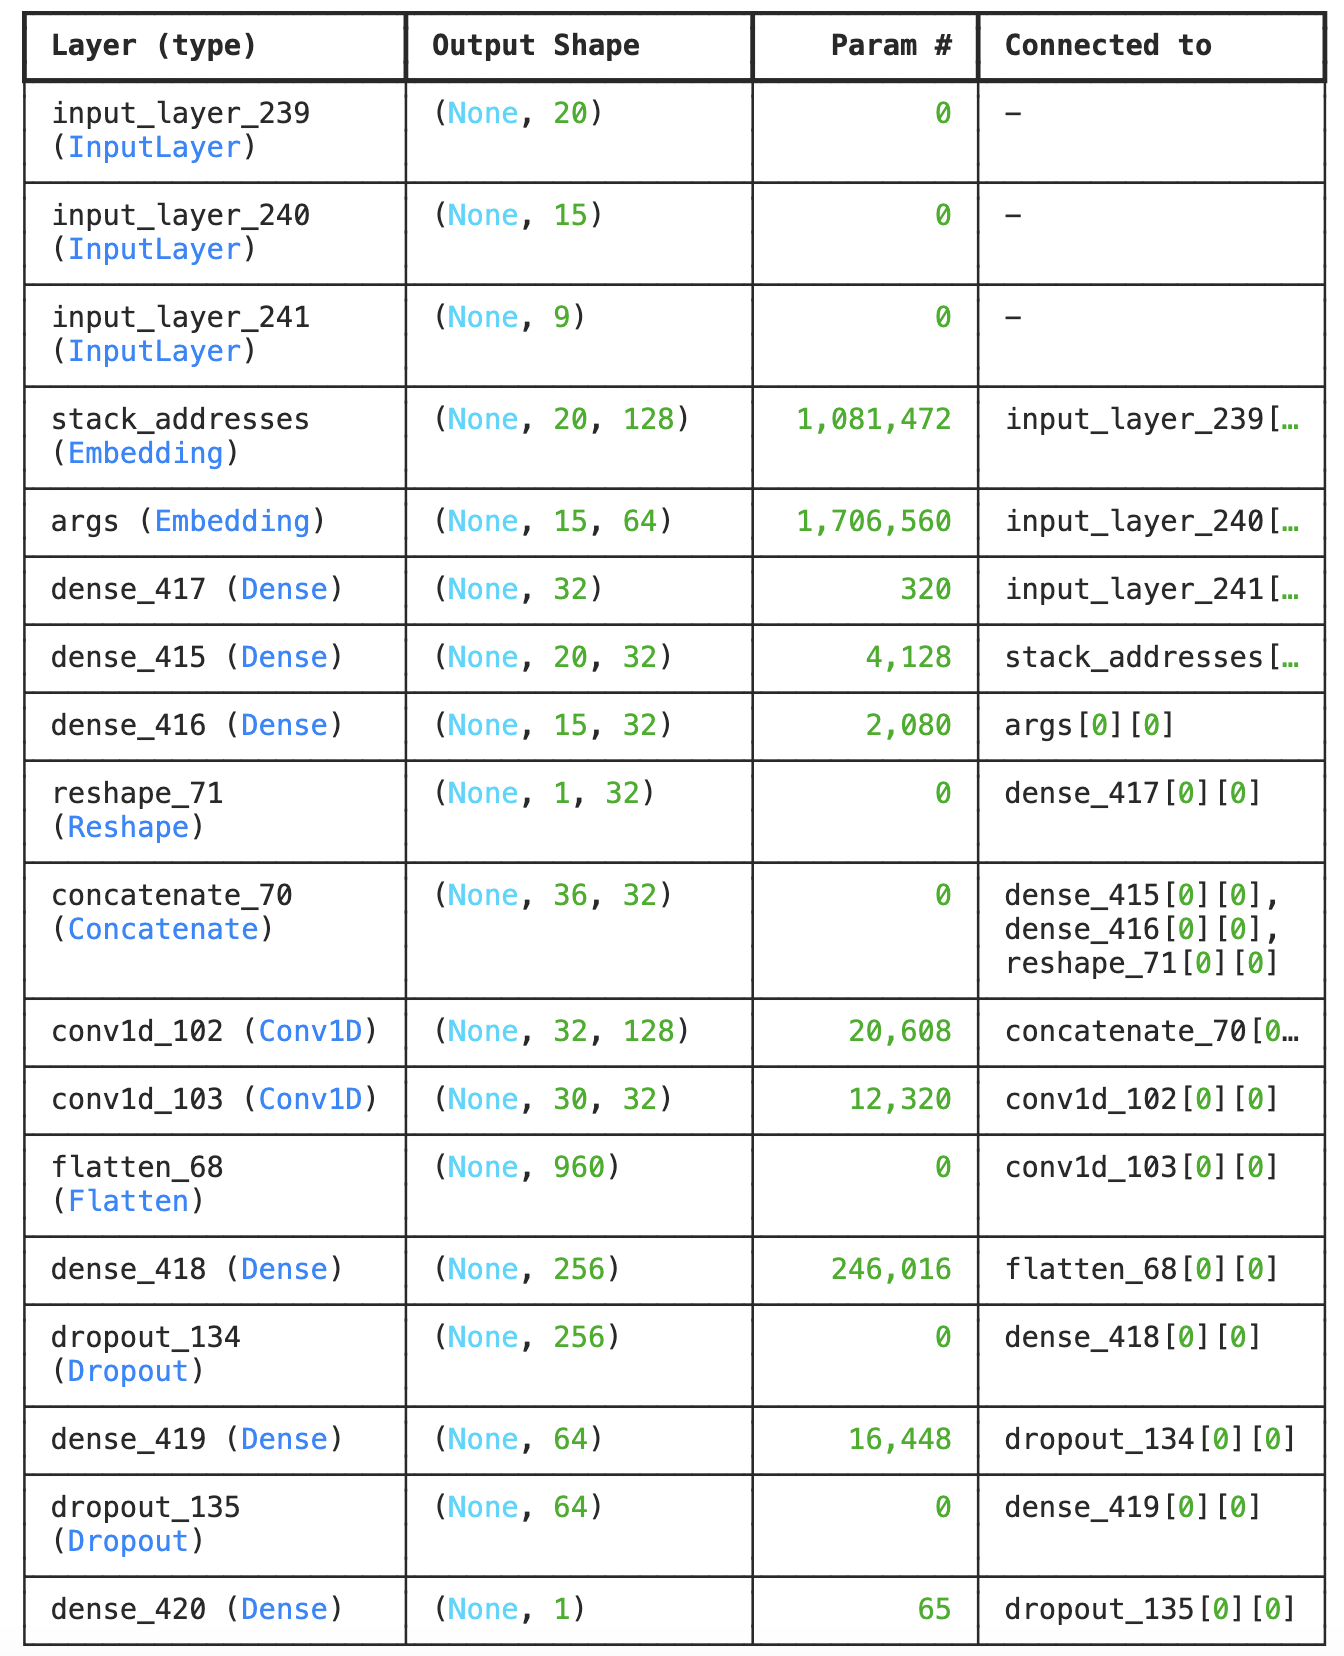 Layer (type) Output Shape Param # Connected to
input_layer_239 (None, 20) 0 –
(InputLayer)
input_layer_240 (None, 15) 0 –
(InputLayer)
input_layer_241 (None, 9) 0 –
(InputLayer)
stack_addresses (None, 20, 128) 1,081,472 input_layer_239[…
(Embedding)
args (Embedding) (None, 15, 64) 1,706,560 input_layer_240[…
dense_417 (Dense) (None, 32) 320 input_layer_241[…
dense_415 (Dense) (None, 20, 32) 4,128 stack_addresses[…
dense_416 (Dense) (None, 15, 32) 2,080 args[0][0]
reshape_71 (None, 1, 32) 0 dense_417[0][0]
(Reshape)
concatenate_70 (None, 36, 32) 0 dense_415[0][0],
(Concatenate) dense_416[0][0],
reshape_71[0][0]
conv1d_102 (Conv1D) (None, 32, 128) 20,608 concatenate_70[0…
conv1d_103 (Conv1D) (None, 30, 32) 12,320 conv1d_102[0][0]
flatten_68 (None, 960) 0 conv1d_103[0][0]
(Flatten)
dense_418 (Dense) (None, 256) 246,016 flatten_68[0][0]
dropout_134 (None, 256) 0 dense_418[0][0]
(Dropout)
dense_419 (Dense) (None, 64) 16,448 dropout_134[0][0]
dropout_135 (None, 64) 0 dense_419[0][0]
(Dropout)
dense_420 (Dense) (None, 1) 65 dropout_135[0][0]